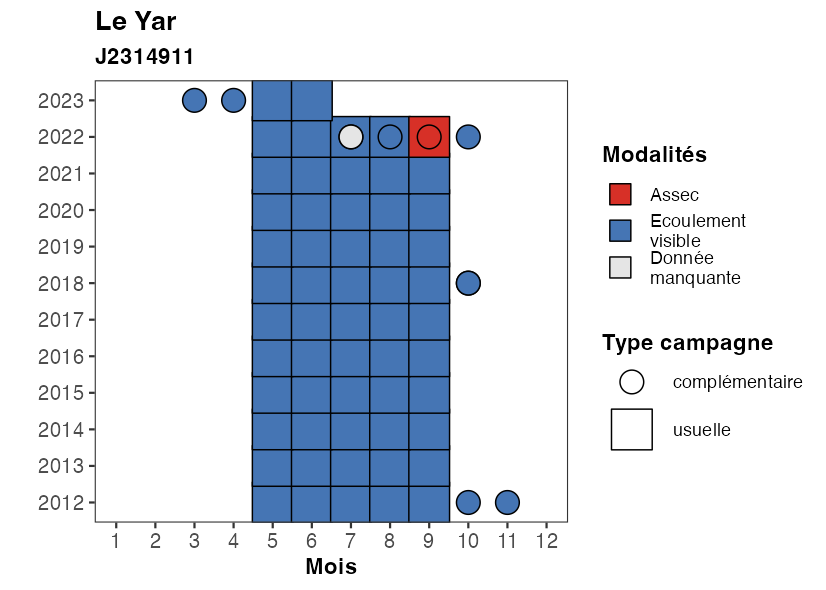 Le Yar
J2314911
2023
2022
2021
2020
2019
2018
2017
2016
2015
2014
2013
2012
1 2 3 4 5 6 7 8 9 10 11 12
Mois
Modalités
Assec
Ecoulement
visible
Donnée
manquante
Type campagne
complémentaire
usuelle